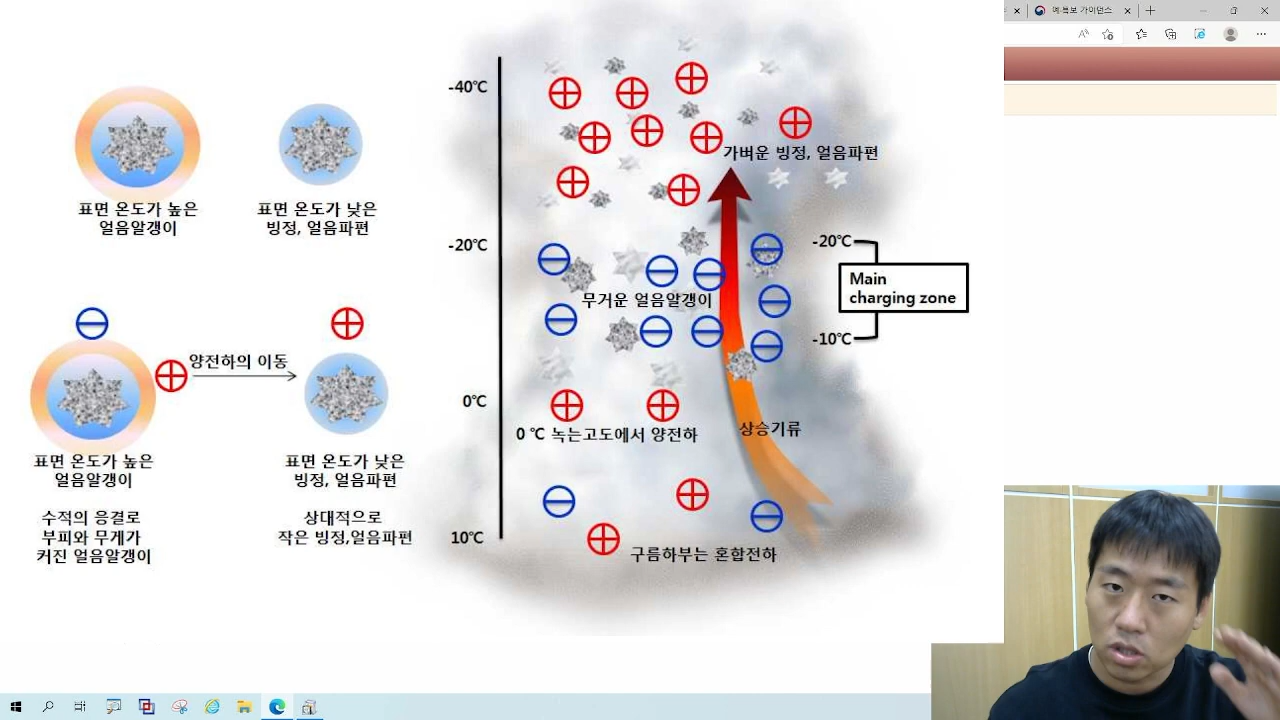 예·특보 가이던스
표면 온도가 높은
얼음알갱이
표면 온도가 낮은
빙정, 얼음파편
양전하의 이동
표면 온도가 높은
얼음알갱이
표면 온도가 낮은
빙정, 얼음파편
수적의 응결로
부피와 무게가
커진 얼음알갱이
상대적으로
작은 빙정,얼음파편
-40℃
가벼운 빙정, 얼음파편
-20℃
무거운 얼음알갱이
-20℃
Main
charging zone
-10℃
0℃
0 ℃ 녹는고도에서 양전하
상승기류
10℃
구름하부는 혼합전하